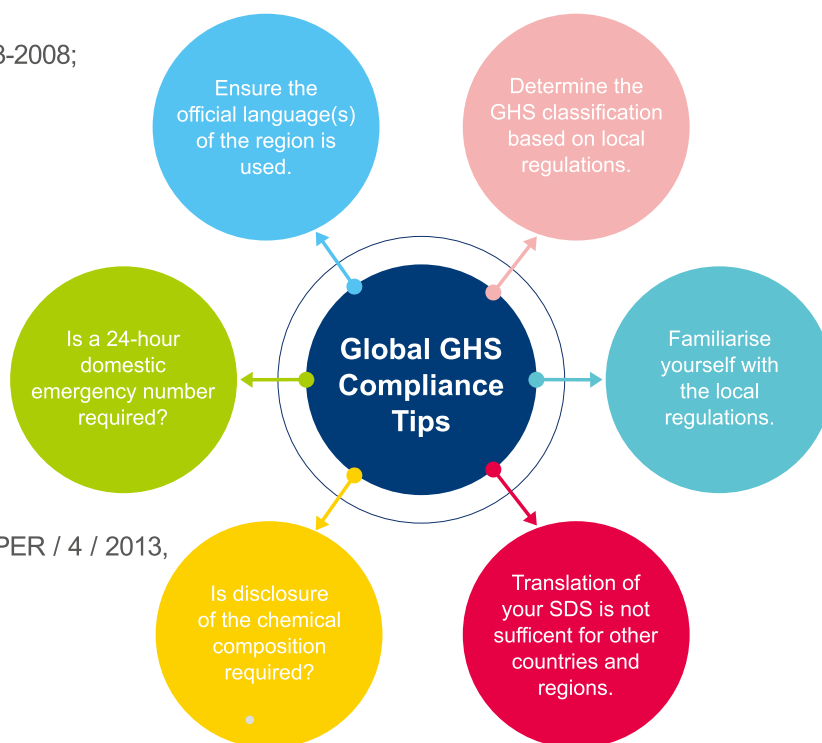 3-2008;
Ensure the
official language(s)
of the region is
used.
Determine the
GHS classification
based on local
regulations.
Is a 24-hour
domestic
emergency number
required?
Global GHS
Compliance
Tips
Familiarise
yourself with
the local
regulations.
PER / 4 / 2013,
Is disclosure
of the chemical
composition
required?
Translation of
your SDS is not
sufficent for other
countries and
regions.